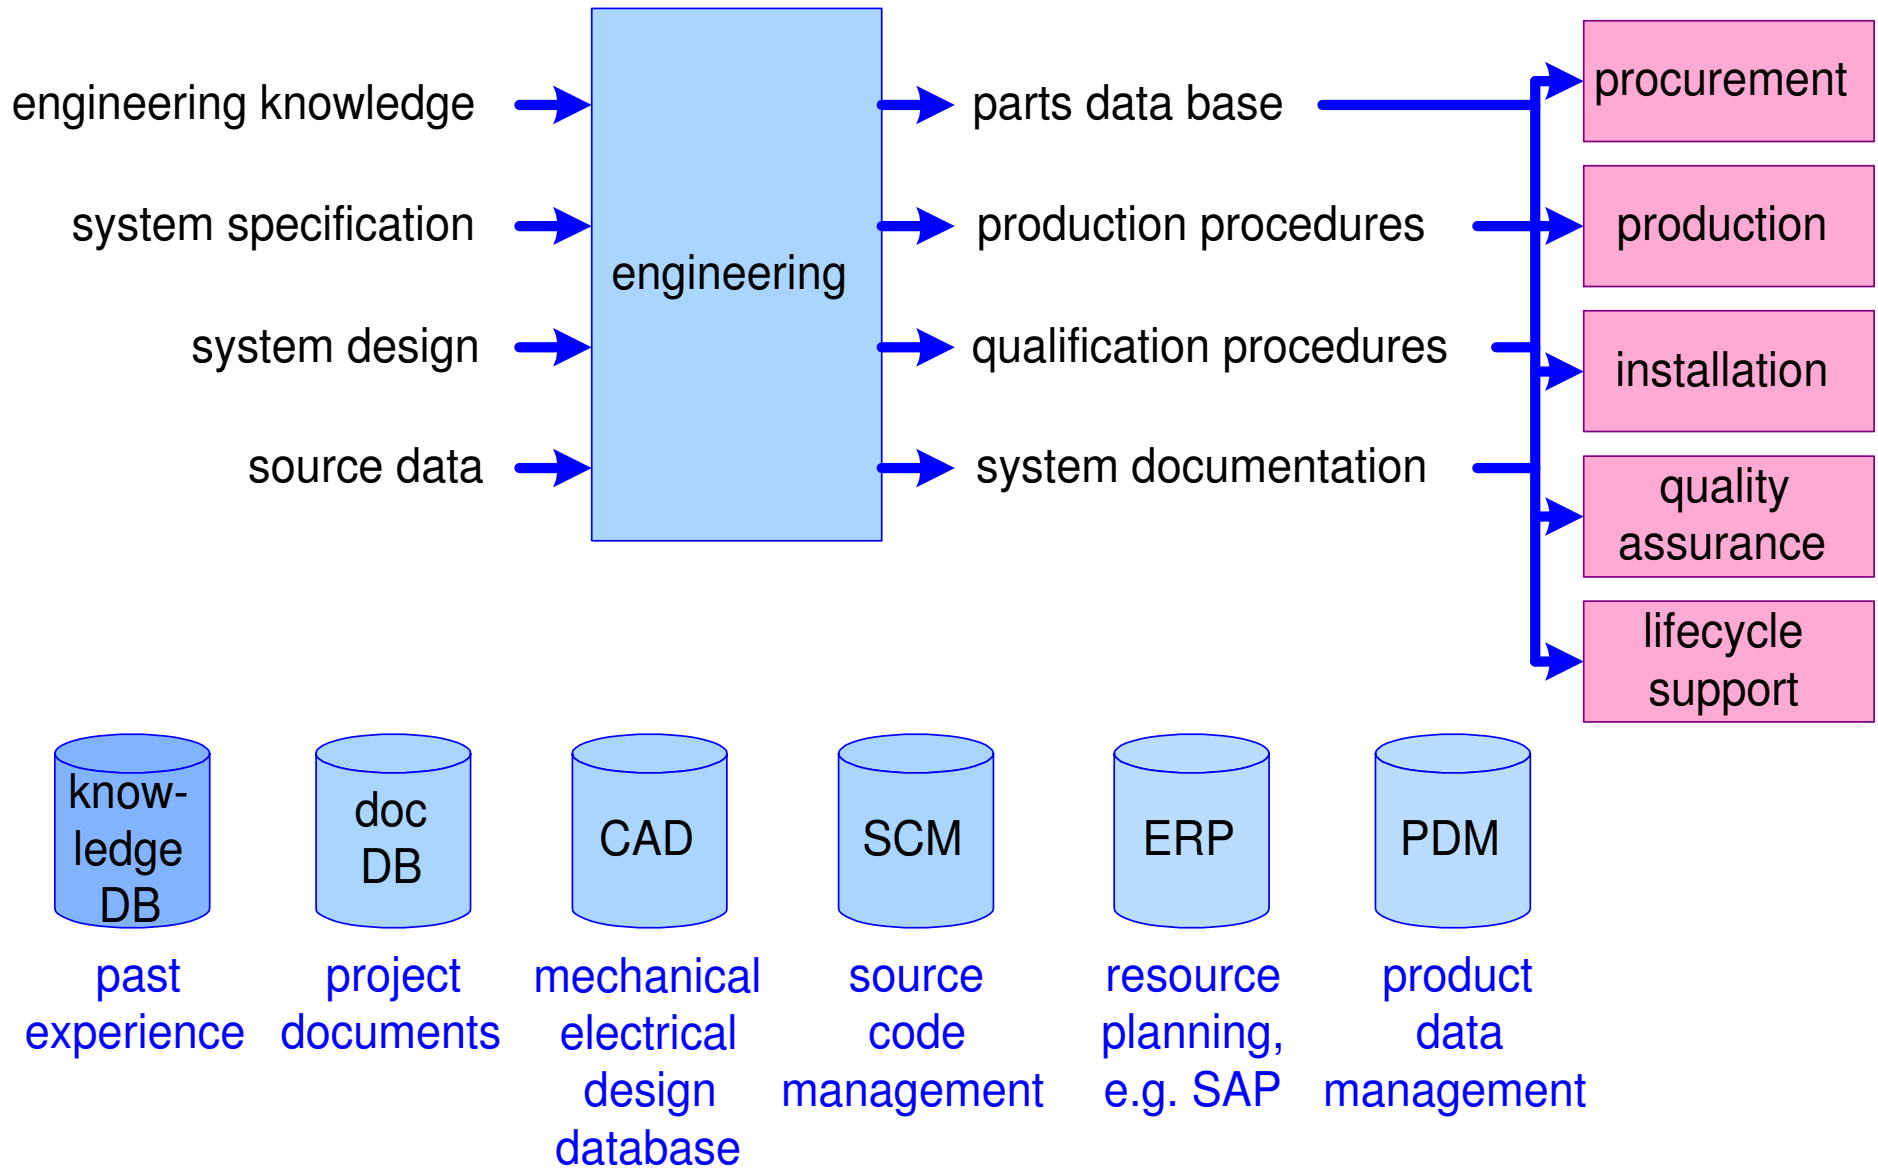 engineering knowledge
system specification
system design
source data
engineering
parts data base
production procedures
qualification procedures
system documentation
procurement
production
installation
quality
assurance
lifecycle
support
know-
ledge
DB
doc
DB
CAD
SCM
ERP
PDM
past
experience
project
documents
mechanical
electrical
design
database
source
code
management
resource
planning,
e.g. SAP
product
data
management